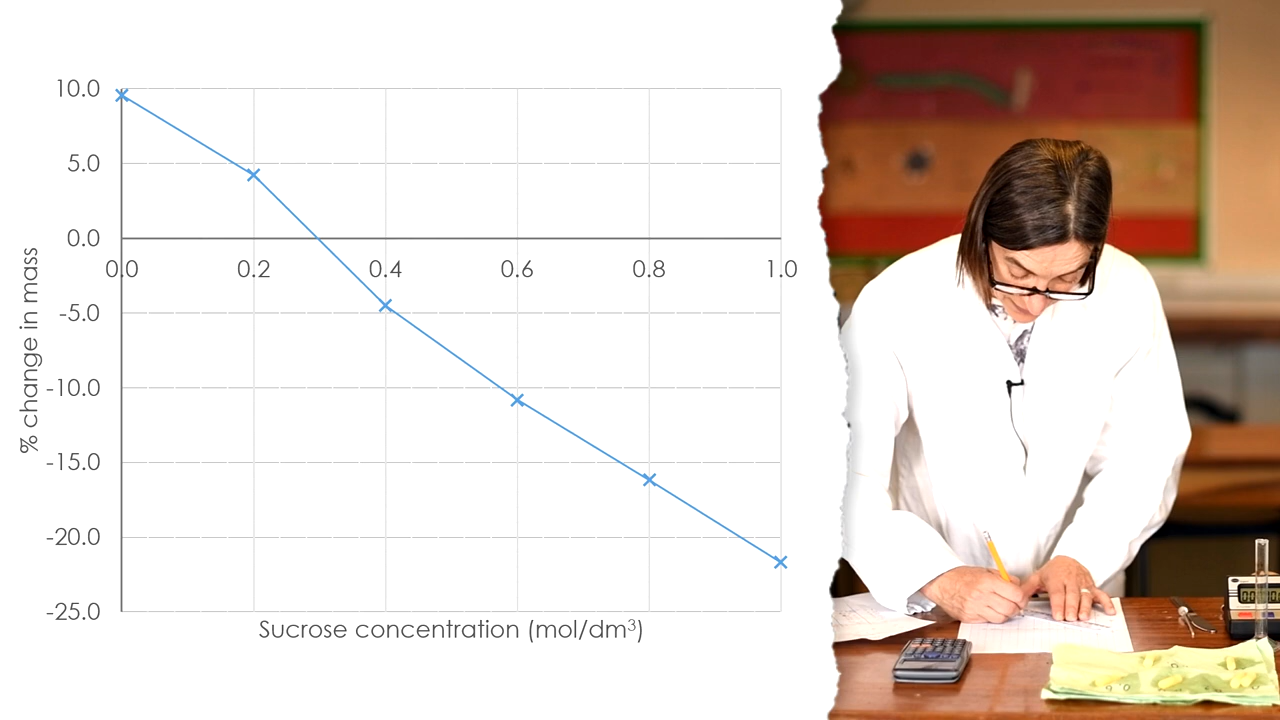 10.0
5.0
0.0
0.0 0.2 0.4 0.6 0.8 1.0
-5.0
-10.0
-15.0
-20.0
-25.0
% change in mass
Sucrose concentration (mol/dm³)